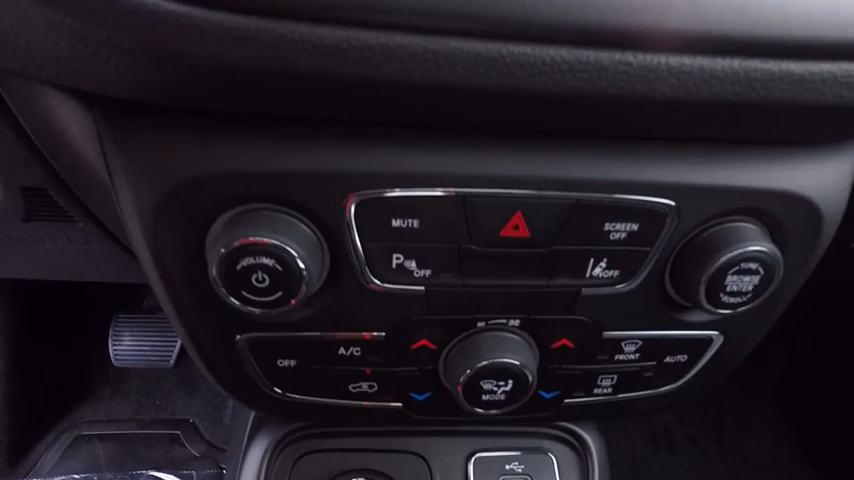 MUTE
SCREEN
OFF
P OFF
OFF
VOLUME
TUNE
BROWSE
ENTER
SCROLL
OFF
A/C
MODE
FRONT
AUTO
REAR